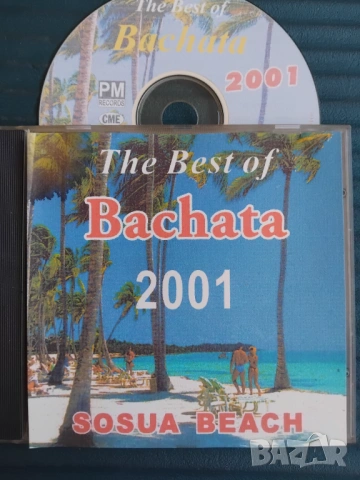 The Best of
Bachata
2001
PM
RECORDS
CME
The Best of
Bachata
2001
SOSUA BEACH
BAZAR